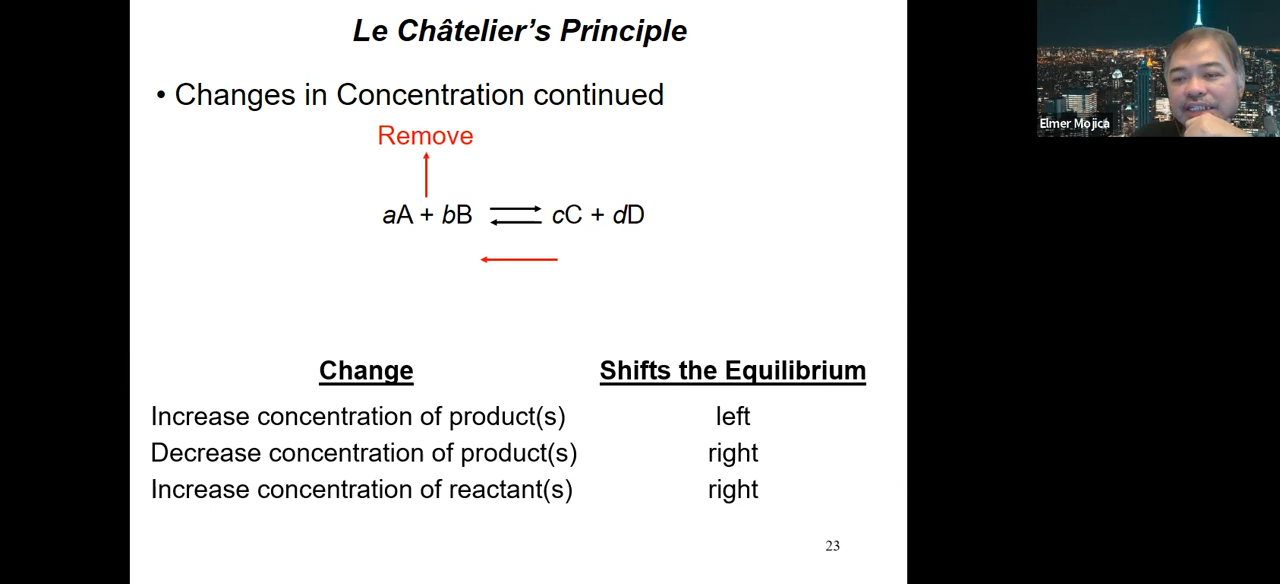 Le Châtelier’s Principle
• Changes in Concentration continued
Remove
aA + bB ⇌ cC + dD
Change Shifts the Equilibrium
Increase concentration of product(s) left
Decrease concentration of product(s) right
Increase concentration of reactant(s) right
23
Elmer Mojica